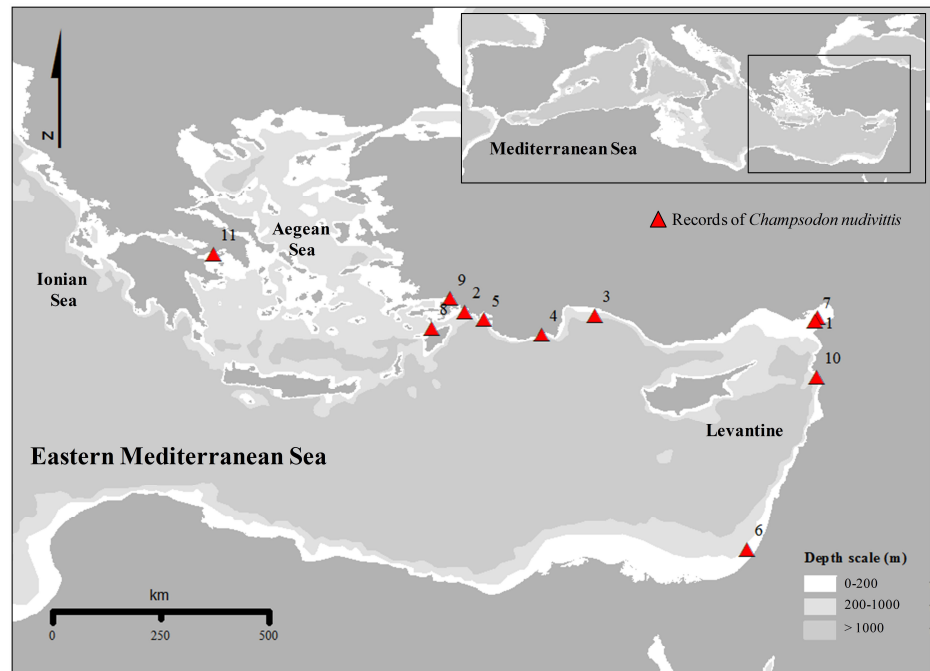 Mediterranean Sea
N
Records of Champsodon nudivittis
Aegean
Sea
11
Ionian
Sea
9
2
8
5
4
3
7
1
10
Levantine
Eastern Mediterranean Sea
6
Depth scale (m)
0-200
200-1000
> 1000
km
0
250
500